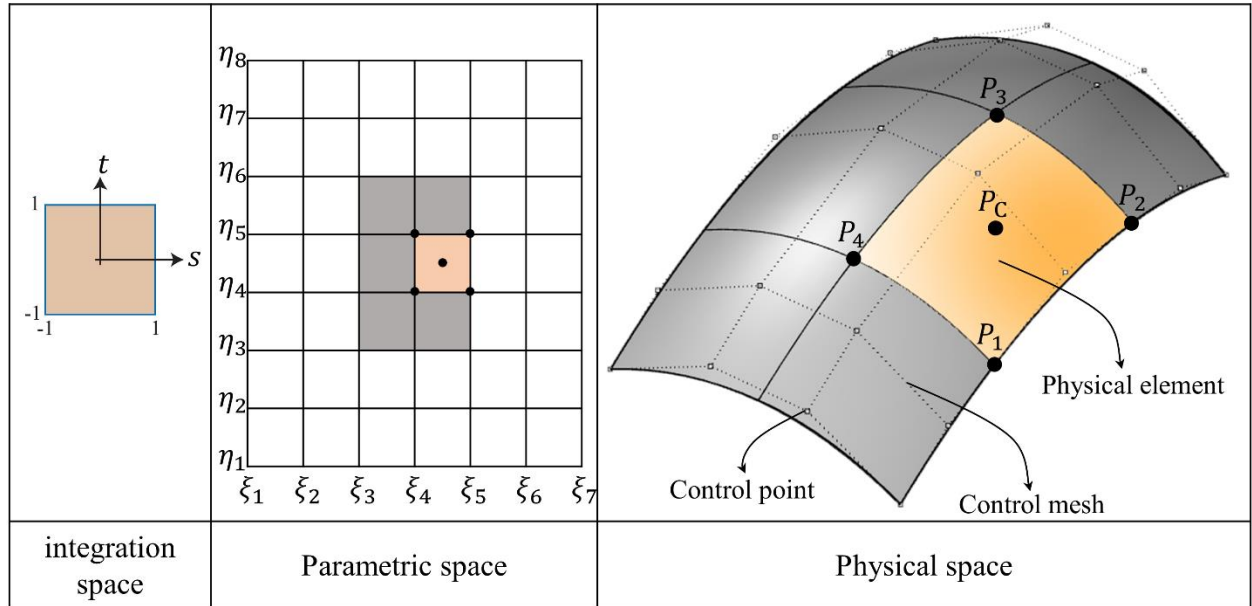 t
1
s
-1
-1
1
η₈
η₇
η₆
η₅
η₄
η₃
η₂
η₁
ξ₁ ξ₂ ξ₃ ξ₄ ξ₅ ξ₆ ξ₇
P₃
P₂
P_C
P₄
P₁
Physical element
Control point
Control mesh
integration
space
Parametric space
Physical space